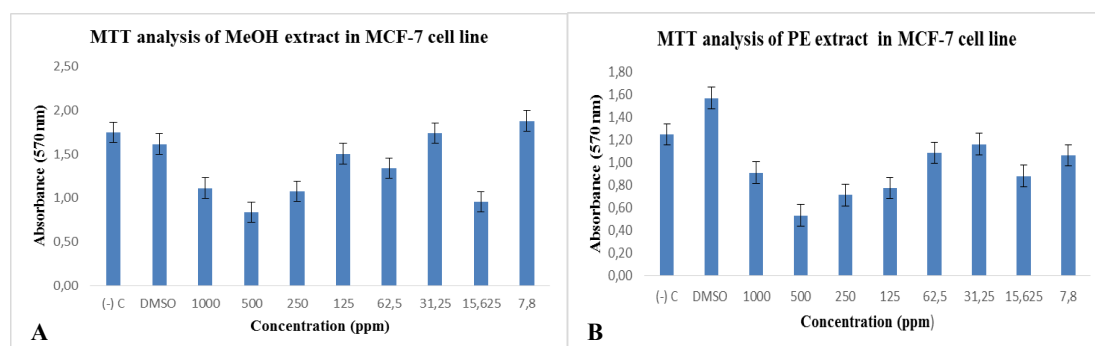 MTT analysis of MeOH extract in MCF-7 cell line
2,50
2,00
1,50
1,00
0,50
0,00
Absorbance (570 nm)
(-) C DMSO 1000 500 250 125 62,5 31,25 15,625 7,8
Concentration (ppm)
A
MTT analysis of PE extract in MCF-7 cell line
1,80
1,60
1,40
1,20
1,00
0,80
0,60
0,40
0,20
0,00
Absorbance (570 nm)
(-) C DMSO 1000 500 250 125 62,5 31,25 15,625 7,8
Concentration (ppm)
B